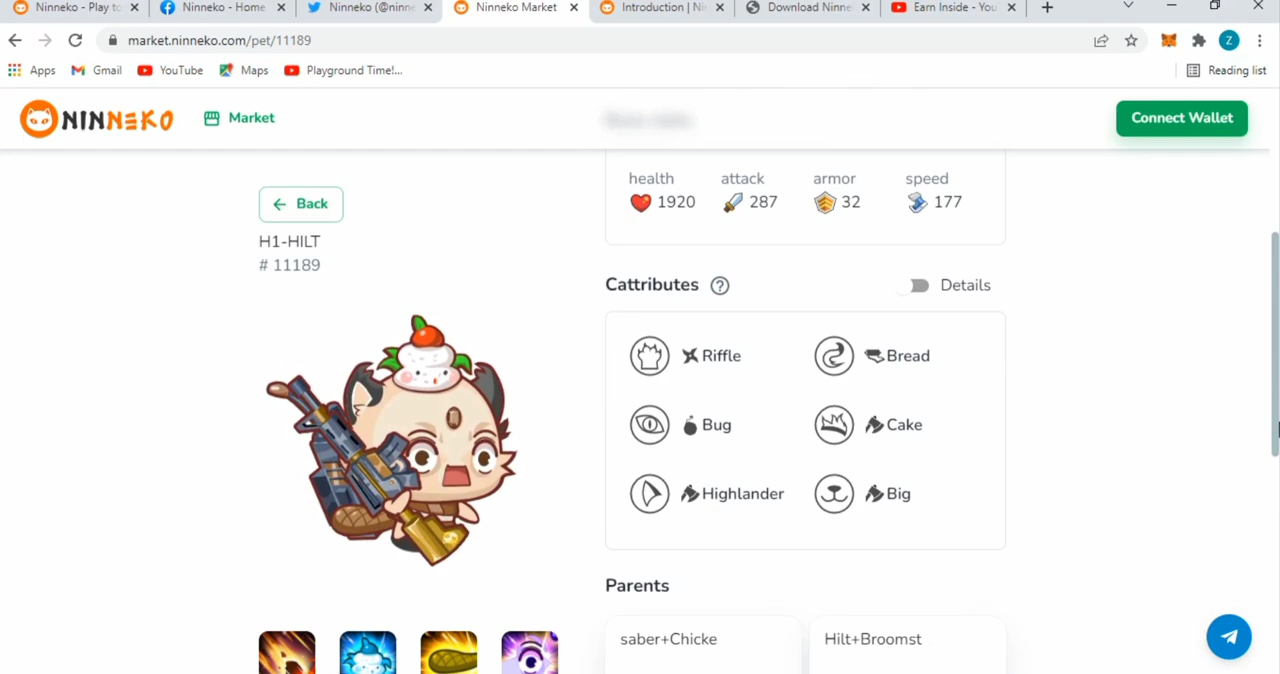 Ninneko - Play to
Ninneko - Home
Ninneko (@ninne
Ninneko Market
Introduction | Ni
Download Ninne
Earn Inside - You
market.ninneko.com/pet/11189
Z
Apps
Gmail
YouTube
Maps
Playground Time!...
Reading list
NINNEKO
Market
Connect Wallet
Back
H1-HILT
# 11189
health
attack
armor
speed
1920
287
32
177
Cattributes
?
Details
Riffle
Bread
Bug
Cake
Highlander
Big
Parents
saber+Chicke
Hilt+Broomst